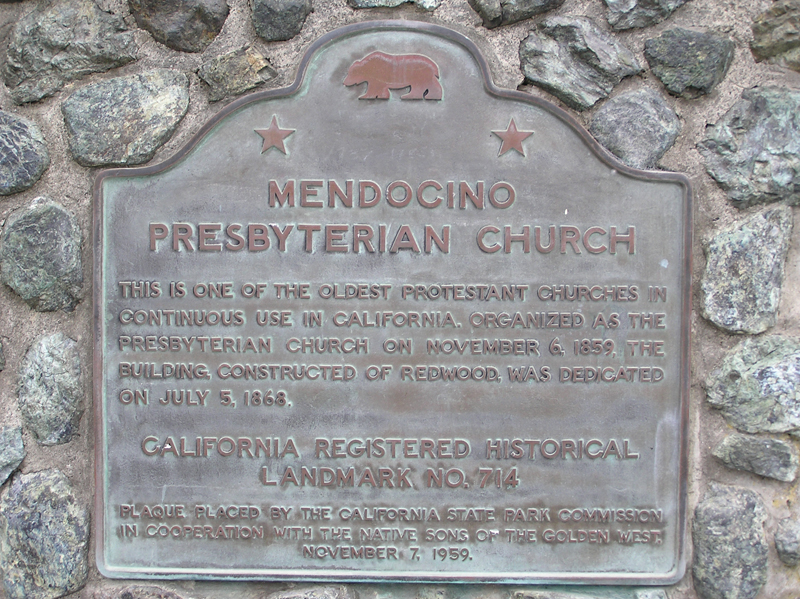 MENDOCINO
PRESBYTERIAN CHURCH
THIS IS ONE OF THE OLDEST PROTESTANT CHURCHES IN
CONTINUOUS USE IN CALIFORNIA. ORGANIZED AS THE
PRESBYTERIAN CHURCH ON NOVEMBER 6, 1859, THE
BUILDING, CONSTRUCTED OF REDWOOD, WAS DEDICATED
ON JULY 5, 1868.
CALIFORNIA REGISTERED HISTORICAL
LANDMARK NO. 714
PLAQUE PLACED BY THE CALIFORNIA STATE PARK COMMISSION
IN COOPERATION WITH THE NATIVE SONS OF THE GOLDEN WEST,
NOVEMBER 7, 1959.